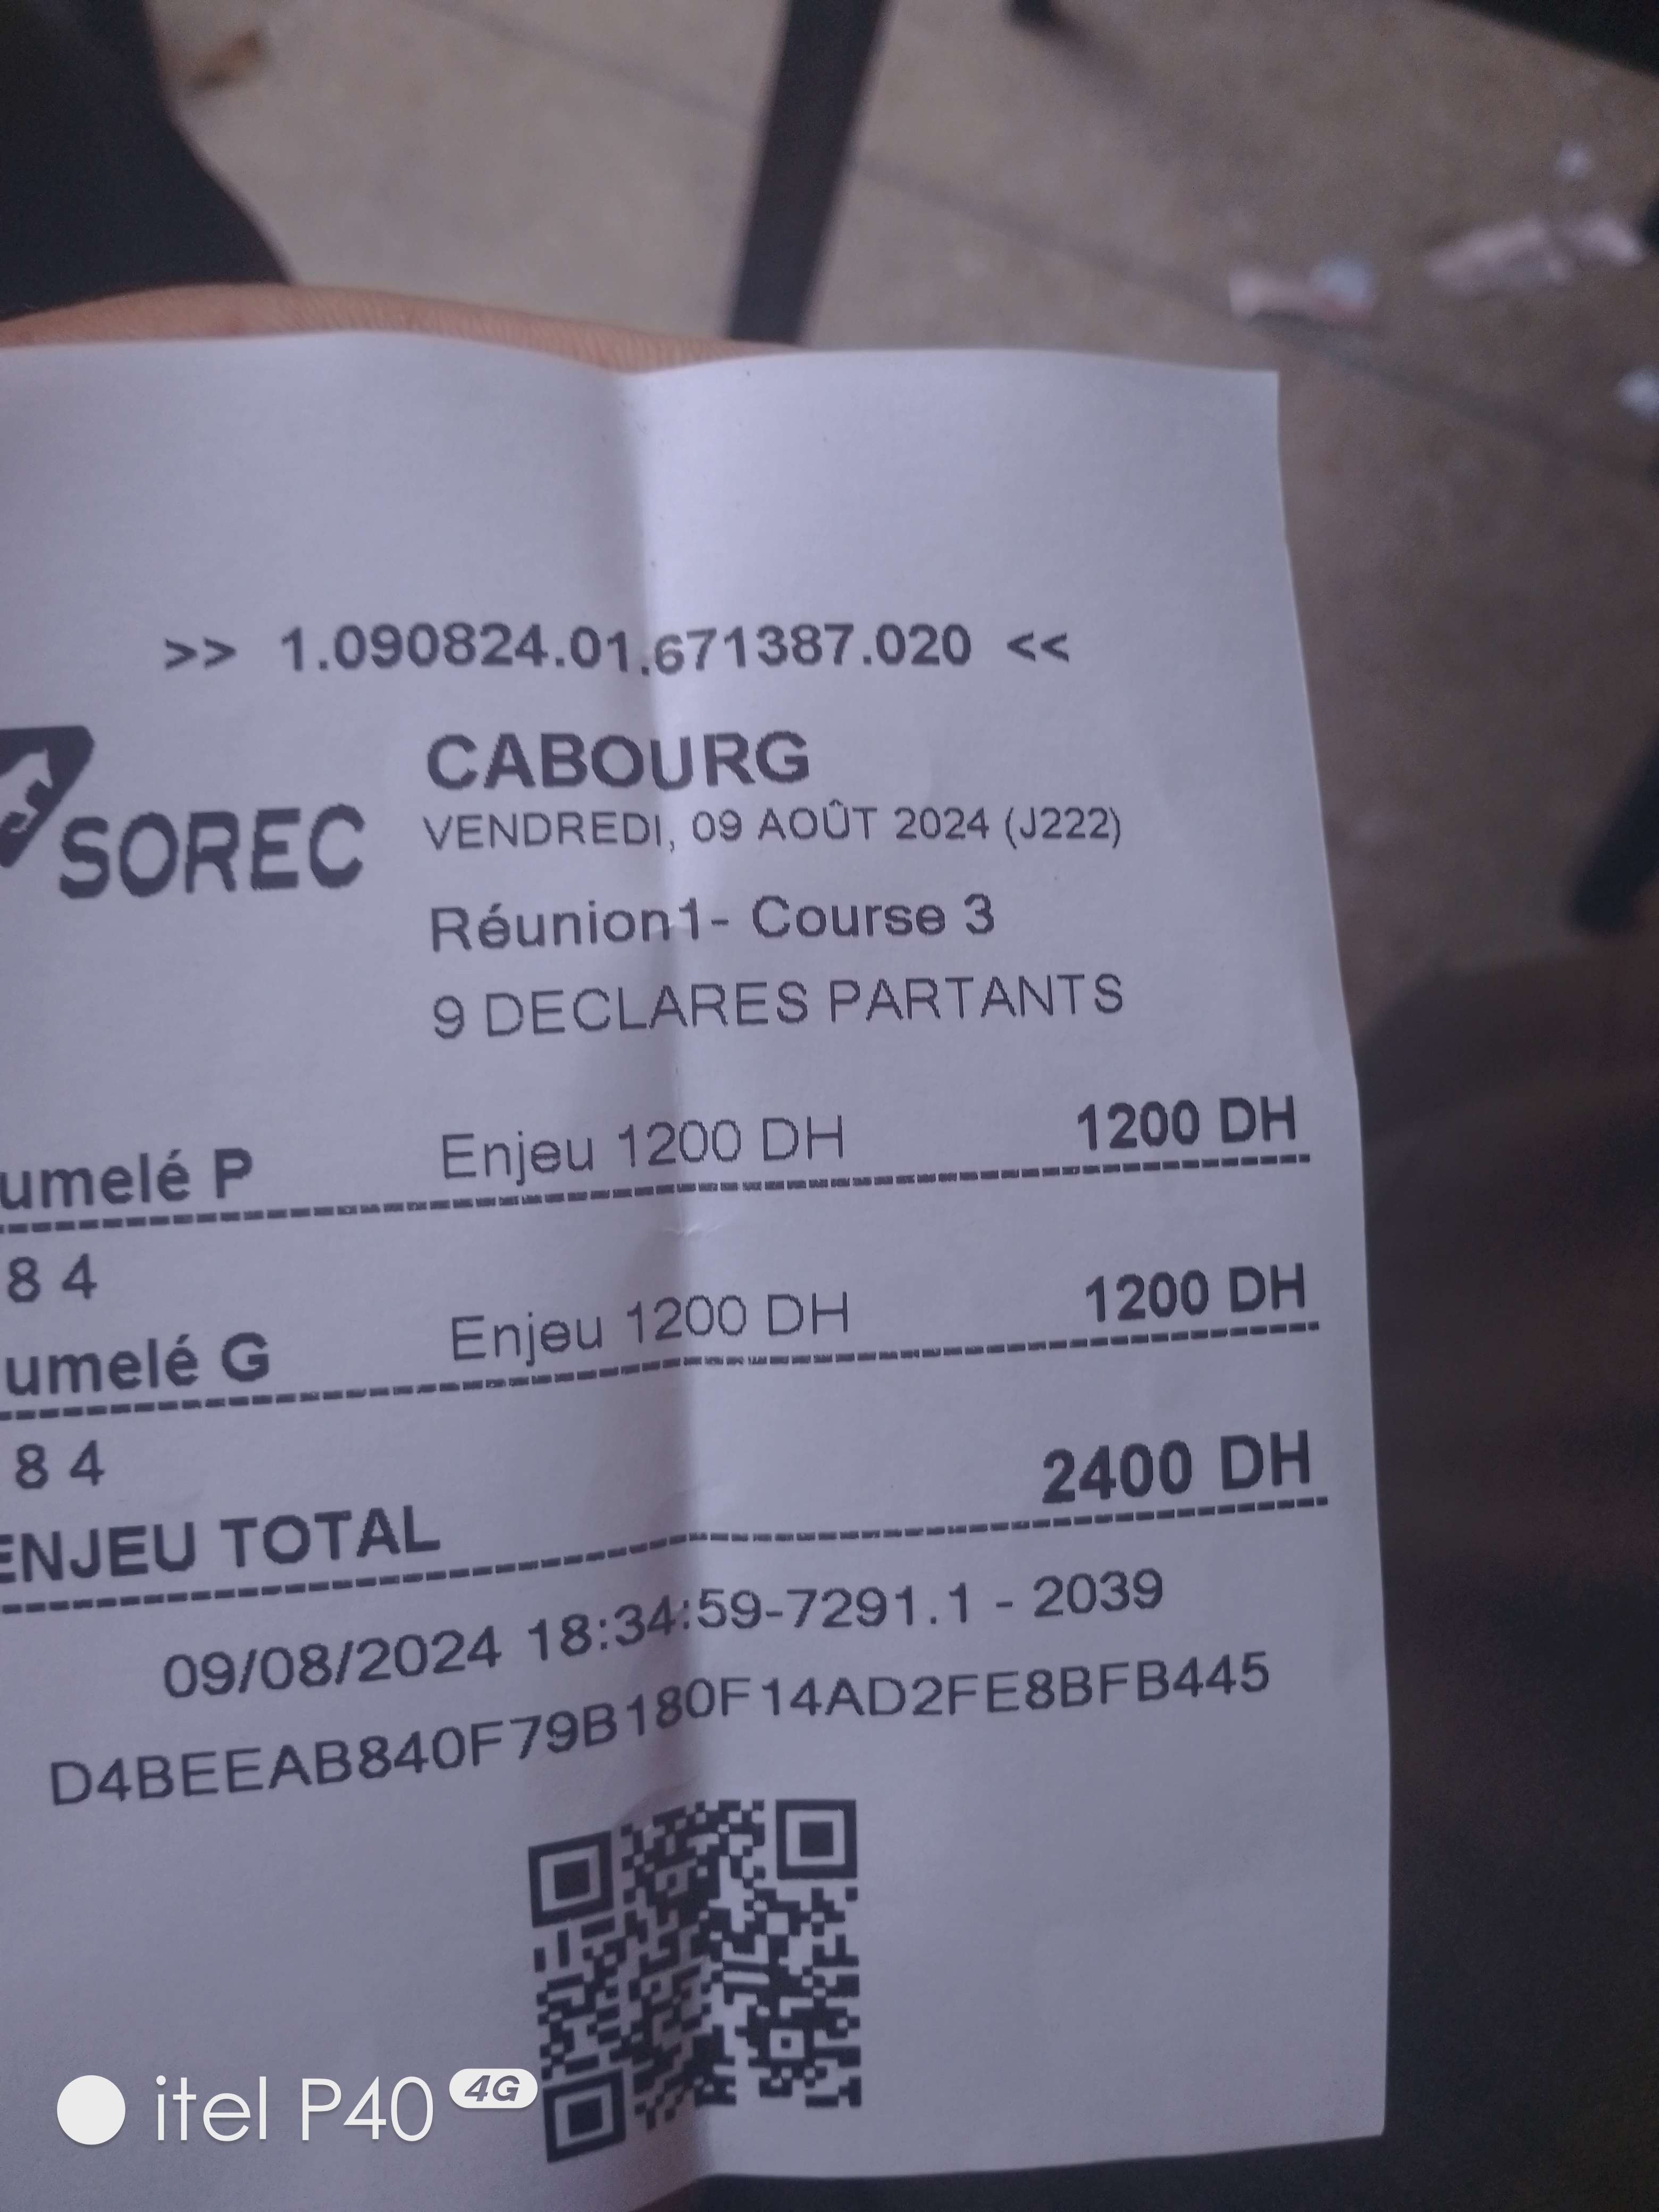 >> 1.090824.01.671387.020 <<
SOREC
CABOURG
VENDREDI, 09 AOÛT 2024 (J222)
Réunion1- Course 3
9 DECLARES PARTANTS
umelé P Enjeu 1200 DH 1200 DH
8 4
umelé G Enjeu 1200 DH 1200 DH
8 4
ENJEU TOTAL 2400 DH
09/08/2024 18:34:59-7291.1 - 2039
D4BEEAB840F79B180F14AD2FE8BFB445
itel P40 4G